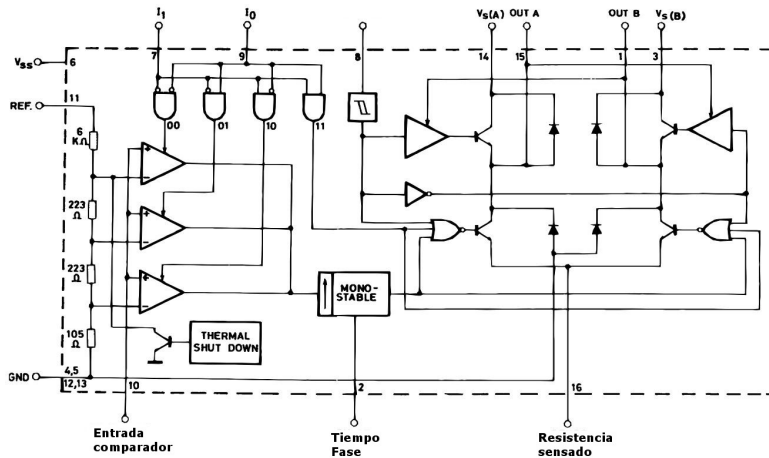 I1
I0
VS(A)
OUT A
OUT B
VS(B)
7
9
8
14
15
1
3
VSS
6
REF.
11
6
KΩ
00
01
10
11
+
−
223
Ω
+
−
223
Ω
+
−
105
Ω
MONO-
STABLE
THERMAL
SHUT DOWN
GND
4,5
12,13
10
2
16
Entrada
comparador
Tiempo
Fase
Resistencia
sensado